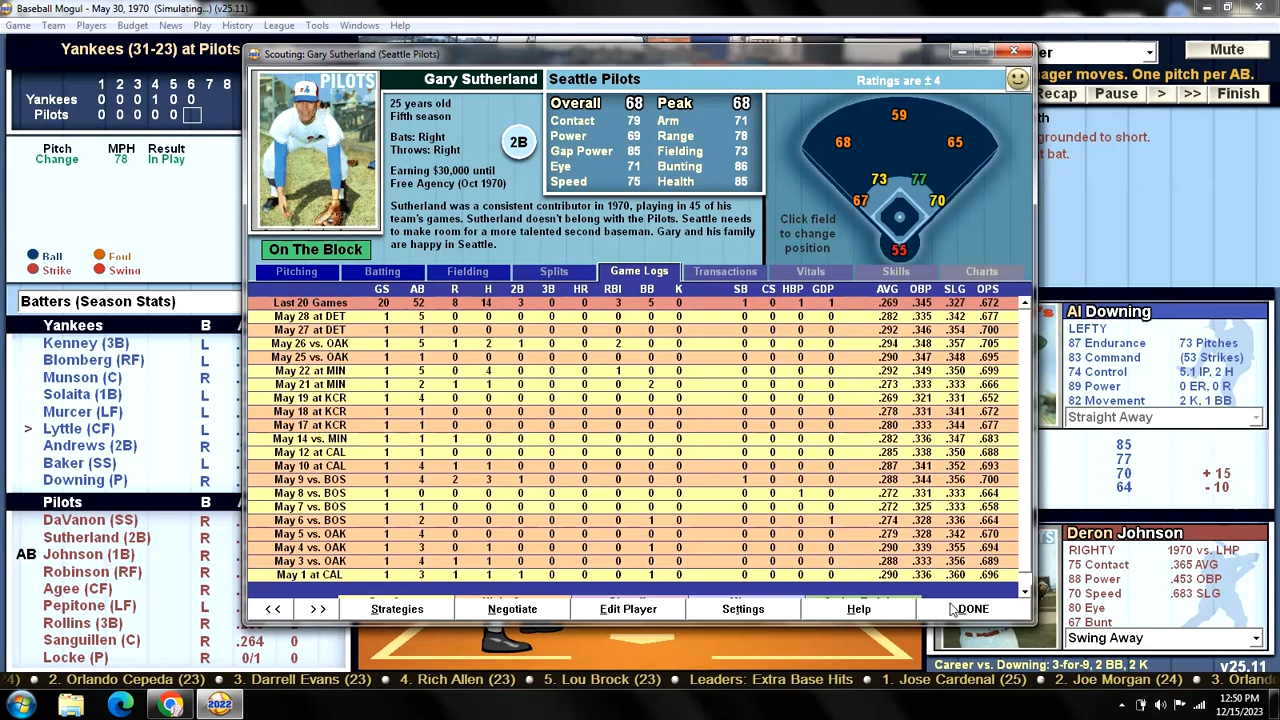 Baseball Mogul - May 30, 1970 (Simulating...) (v25.11)
Game Team Players Budget News Play History League Tools Windows Help
Yankees (31-23) at Pilots
1 2 3 4 5 6 7 8
Yankees 0 0 0 1 0 0
Pilots 0 0 0 0 0
Pitch MPH Result
Change 78 In Play
Ball Foul
Strike Swing
Batters (Season Stats)
Yankees B
Kenney (3B) L
Blomberg (RF) L
Munson (C) R
Solaita (1B) L
Murcer (LF) L
> Lyttle (CF) L
Andrews (2B) R
Baker (SS) L
Downing (P) R
Pilots B
DaVanon (SS) R
Sutherland (2B) R
AB Johnson (1B) R
Robinson (RF) R
Agee (CF) R
Pepitone (LF) L
Rollins (3B) R
Sanguillen (C) R .264 0
Locke (P) R 0/1 0
Scouting: Gary Sutherland (Seattle Pilots)
PILOTS
Gary Sutherland
25 years old
Fifth season
Bats: Right
Throws: Right
Earning $30,000 until
Free Agency (Oct 1970)
2B
Seattle Pilots
Ratings are ± 4
Overall 68 Peak 68
Contact 79 Arm 71
Power 69 Range 78
Gap Power 85 Fielding 73
Eye 71 Bunting 86
Speed 75 Health 85
Sutherland was a consistent contributor in 1970, playing in 45 of his
team's games. Sutherland doesn't belong with the Pilots. Seattle needs
to make room for a more talented second baseman. Gary and his family
are happy in Seattle.
On The Block
59
68 65
73 77
67 70
55
Click field
to change
position
Pitching Batting Fielding Splits Game Logs Transactions Vitals Skills Charts
GS AB R H 2B 3B HR RBI BB K SB CS HBP GDP AVG OBP SLG OPS
Last 20 Games 20 52 8 14 3 0 0 3 5 0 1 0 1 1 .269 .345 .327 .672
May 28 at DET 1 5 0 0 0 0 0 0 0 0 0 0 0 0 .282 .335 .342 .677
May 27 at DET 1 1 0 0 0 0 0 0 0 0 0 0 0 0 .292 .346 .354 .700
May 26 vs. OAK 1 5 1 2 1 0 0 2 0 0 0 0 0 0 .294 .348 .357 .705
May 25 vs. OAK 1 1 0 0 0 0 0 0 0 0 0 0 0 0 .290 .347 .348 .695
May 22 at MIN 1 5 0 4 0 0 0 1 0 0 0 0 0 0 .292 .349 .350 .699
May 21 at MIN 1 2 1 1 0 0 0 0 2 0 0 0 0 0 .273 .333 .333 .666
May 19 at KCR 1 4 0 0 0 0 0 0 0 0 0 0 0 0 .269 .321 .331 .652
May 18 at KCR 1 1 0 0 0 0 0 0 0 0 0 0 0 0 .278 .331 .341 .672
May 17 at KCR 1 1 0 0 0 0 0 0 0 0 0 0 0 0 .280 .333 .344 .677
May 14 vs. MIN 1 1 1 0 0 0 0 0 0 0 0 0 0 0 .282 .336 .347 .683
May 12 at CAL 1 1 0 0 0 0 0 0 0 0 0 0 0 0 .285 .338 .350 .688
May 10 at CAL 1 4 1 1 0 0 0 0 0 0 0 0 0 0 .287 .341 .352 .693
May 9 vs. BOS 1 4 2 3 1 0 0 0 0 0 1 0 0 0 .288 .344 .356 .700
May 8 vs. BOS 1 0 0 0 0 0 0 0 0 0 0 0 1 0 .272 .331 .333 .664
May 7 vs. BOS 1 1 0 0 0 0 0 0 0 0 0 0 0 0 .272 .325 .333 .658
May 6 vs. BOS 1 2 0 0 0 0 0 0 1 0 0 0 0 1 .274 .328 .336 .664
May 5 vs. OAK 1 4 0 0 0 0 0 0 0 0 0 0 0 0 .279 .328 .342 .670
May 4 vs. OAK 1 3 0 1 0 0 0 0 1 0 0 0 0 0 .290 .339 .355 .694
May 3 vs. OAK 1 4 1 1 0 0 0 0 0 0 0 0 0 0 .288 .333 .356 .689
May 1 at CAL 1 3 1 1 1 0 0 0 1 0 0 0 0 0 .290 .336 .360 .696
<< >> Strategies Negotiate Edit Player Settings Help DONE
Mute
nager moves. One pitch per AB.
Recap Pause > >> Finish
grounded to short.
t bat.
Al Downing
LEFTY
87 Endurance 73 Pitches
83 Command (53 Strikes)
74 Control 5.1 IP, 2 H
89 Power 0 ER, 0 R
82 Movement 2 K, 1 BB
Straight Away
85
77
70 + 15
64 - 10
Deron Johnson
RIGHTY 1970 vs. LHP
75 Contact .365 AVG
88 Power .453 OBP
70 Gap .683 SLG
80 Eye
67 Bunt
Swing Away
Career vs. Downing: 3-for-9, 2 BB, 2 K
v25.11
24) • 2. Orlando Cepeda (23) • 3. Darrell Evans (23) • 4. Rich Allen (23) • 5. Lou Brock (23) • Leaders: Extra Base Hits • 1. Jose Cardenal (25) • 2. Joe Morgan (24) • 3. Orland
2022
12:50 PM
12/15/2023